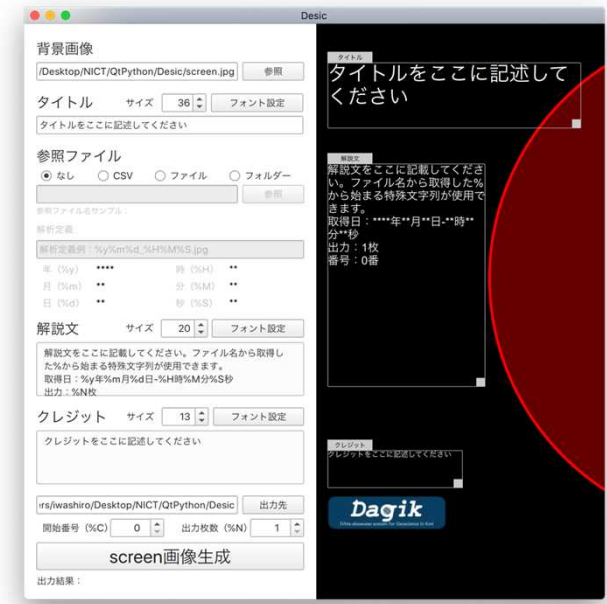 Desic
背景画像
/Desktop/NICT/QtPython/Desic/screen.jpg 参照
タイトル サイズ 36 フォント設定
タイトルをここに記述してください
参照ファイル
なし CSV ファイル フォルダー
参照
参照ファイル名サンプル：
解析定義:
解析定義例：%y%m%d_%H%M%S.jpg
年（%y） **** 時（%H） **
月（%m） ** 分（%M） **
日（%d） ** 秒（%S） **
解説文 サイズ 20 フォント設定
解説文をここに記載してください。ファイル名から取得し
た%から始まる特殊文字列が使用できます。
取得日：%y年%m月%d日-%H時%M分%S秒
出力：%N枚
クレジット サイズ 13 フォント設定
クレジットをここに記述してください
ers/iwashiro/Desktop/NICT/QtPython/Desic 出力先
開始番号（%C） 0 出力枚数（%N） 1
screen画像生成
出力結果：
タイトル
タイトルをここに記述して
ください
解説文
解説文をここに記載してくださ
い。ファイル名から取得した%
から始まる特殊文字列が使用で
きます。
取得日：****年**月**日-**時**
分**秒
出力：1枚
番号：0番
クレジット
クレジットをここに記述してください
Dagik